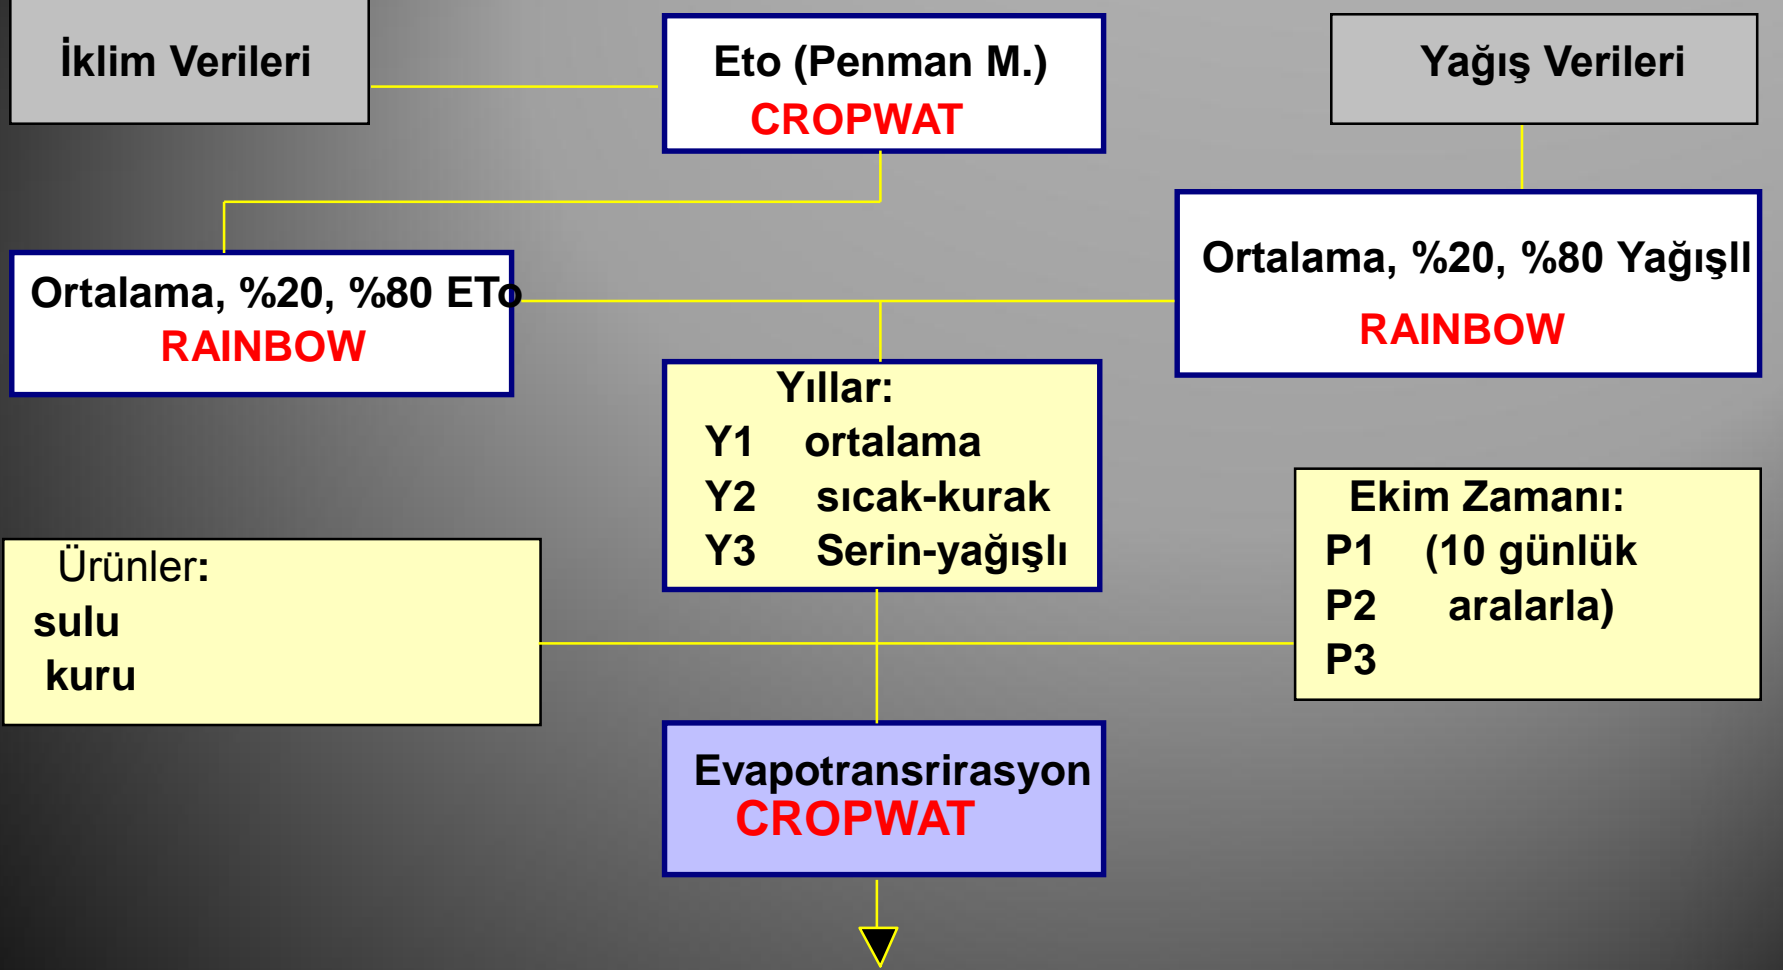 İklim Verileri
Eto (Penman M.)
CROPWAT
Yağış Verileri
Ortalama, %20, %80 ETo
RAINBOW
Ortalama, %20, %80 Yağışll
RAINBOW
Yıllar:
Y1 ortalama
Y2 sıcak-kurak
Y3 Serin-yağışlı
Ürünler:
sulu
kuru
Ekim Zamanı:
P1 (10 günlük
P2 aralarla)
P3
Evapotransrirasyon
CROPWAT